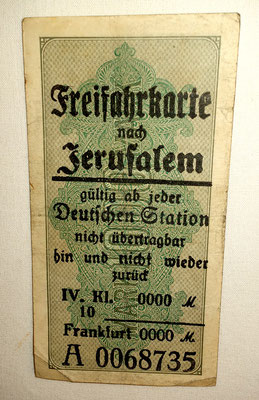 Freifahrkarte
nach
Jerusalem
gültig ab jeder
Deutschen Station
nicht übertragbar
hin und nicht wieder
zurück
IV. Kl. 0000 M
10
Frankfurt 0000 M.
A 0068735